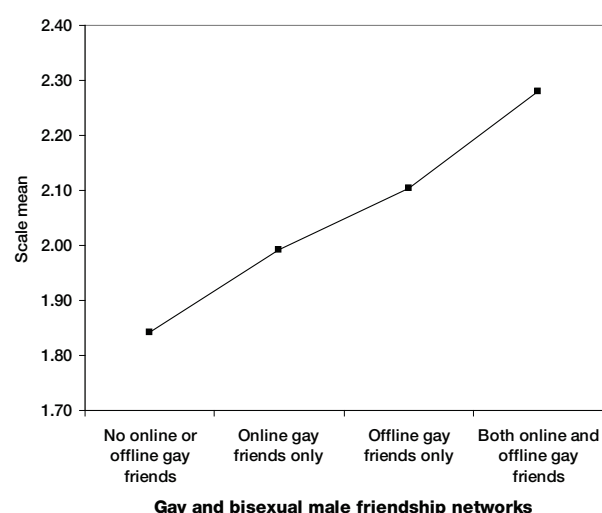 2.40
2.30
2.20
2.10
2.00
1.90
1.80
1.70
Scale mean
No online or
offline gay
friends
Online gay
friends only
Offline gay
friends only
Both online and
offline gay
friends
Gay and bisexual male friendship networks